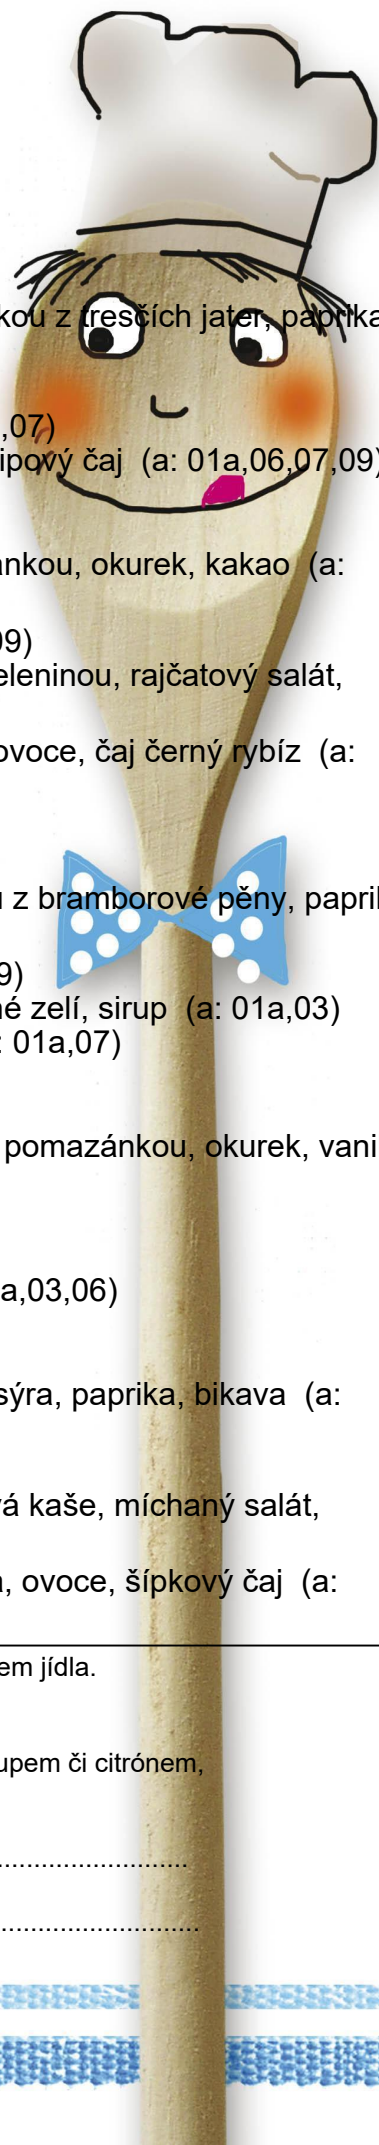 kou z tresčích jater, paprika
,07)
ipový čaj (a: 01a,06,07,09)
ánkou, okurek, kakao (a:
09)
eleninou, rajčatový salát,
ovoce, čaj černý rybíz (a:
u z bramborové pěny, paprik
9)
né zelí, sirup (a: 01a,03)
: 01a,07)
pomazánkou, okurek, vani
a,03,06)
sýra, paprika, bikava (a:
vá kaše, míchaný salát,
a, ovoce, šípkový čaj (a:
em jídla.
upem či citrónem,